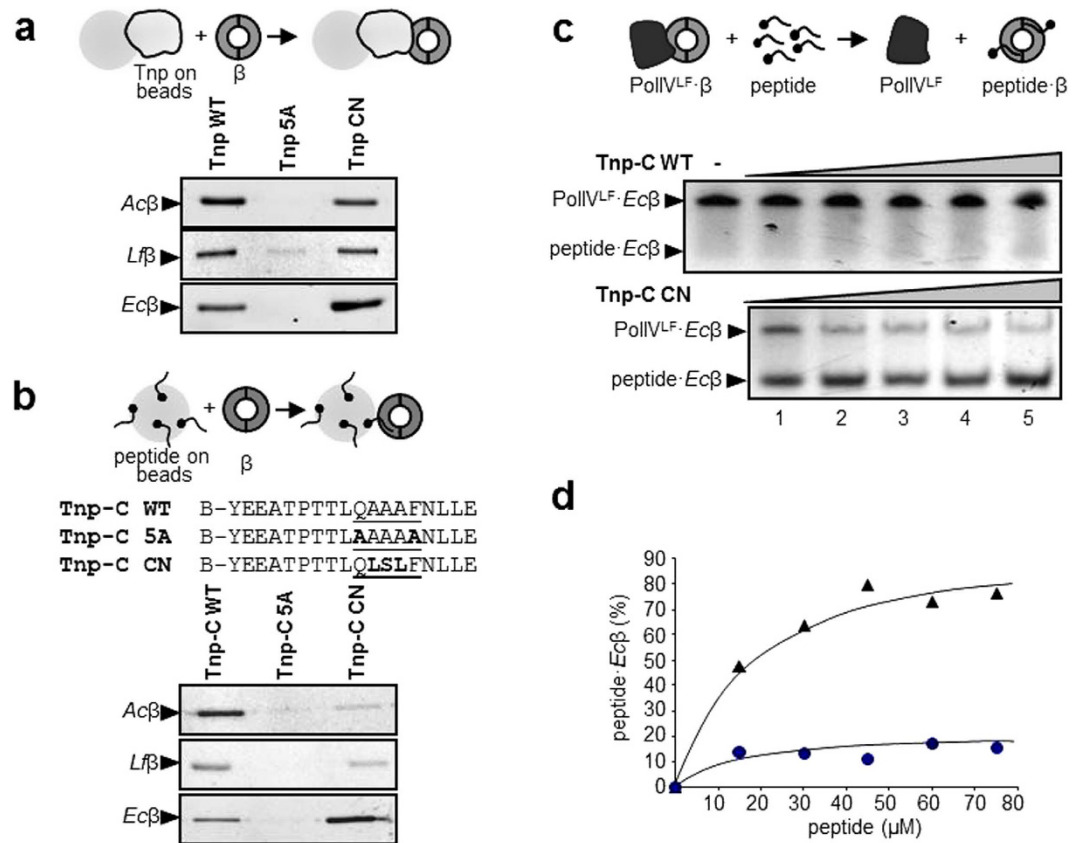 a
+
Tnp on
beads
β
Tnp WT
Tnp 5A
Tnp CN
Acβ
Lfβ
Ecβ
b
+
peptide on
beads
β
Tnp-C WT B-YEEATPTTLQAAAFNLLE
Tnp-C 5A B-YEEATPTTLAAAAANLLE
Tnp-C CN B-YEEATPTTLQLSLFNLLE
Tnp-C WT
Tnp-C 5A
Tnp-C CN
Acβ
Lfβ
Ecβ
c
+ +
PolIVLF·β peptide PolIVLF peptide·β
Tnp-C WT -
PolIVLF·Ecβ
peptide·Ecβ
Tnp-C CN
PolIVLF·Ecβ
peptide·Ecβ
1 2 3 4 5
d
peptide·Ecβ (%)
90
80
70
60
50
40
30
20
10
0
10 20 30 40 50 60 70 80
peptide (µM)